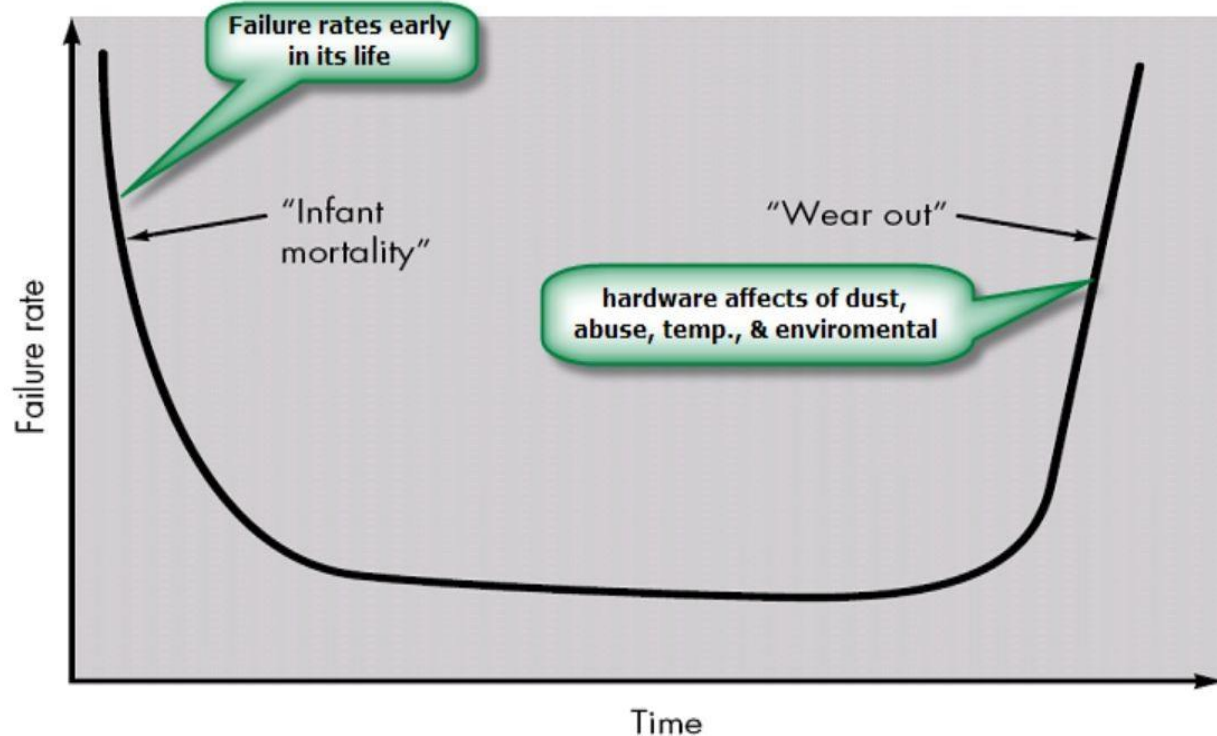 Failure rates early
in its life
"Infant
mortality"
"Wear out"
hardware affects of dust,
abuse, temp., & enviromental
Failure rate
Time